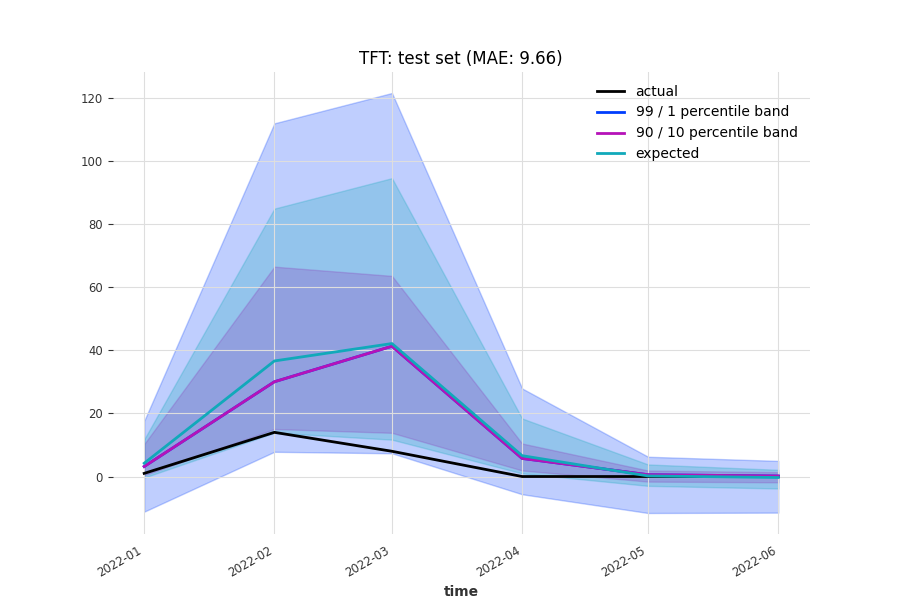 TFT: test set (MAE: 9.66)
actual
99 / 1 percentile band
90 / 10 percentile band
expected
120
100
80
60
40
20
0
2022-01
2022-02
2022-03
2022-04
2022-05
2022-06
time